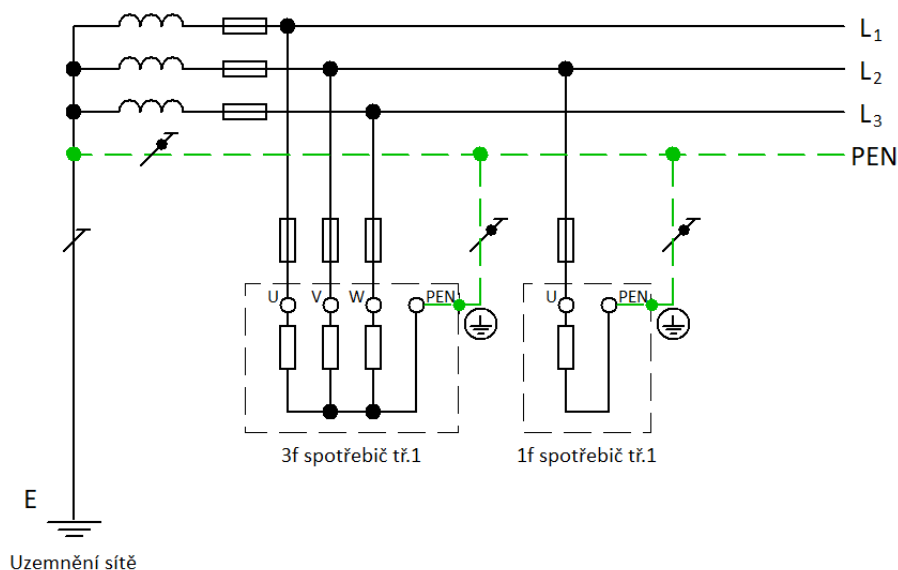 L₁
L₂
L₃
PEN
U V W PEN
U PEN
3f spotřebič tř.1
1f spotřebič tř.1
E
Uzemnění sítě